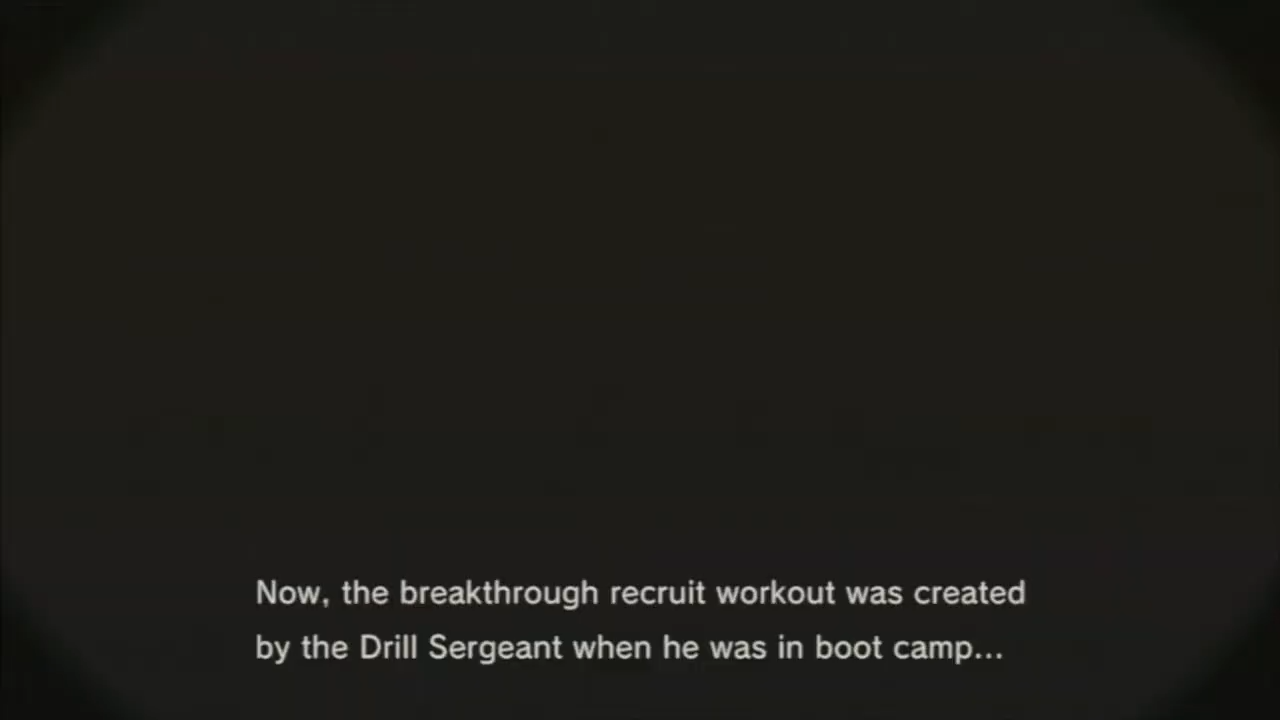 Now, the breakthrough recruit workout was created
by the Drill Sergeant when he was in boot camp...